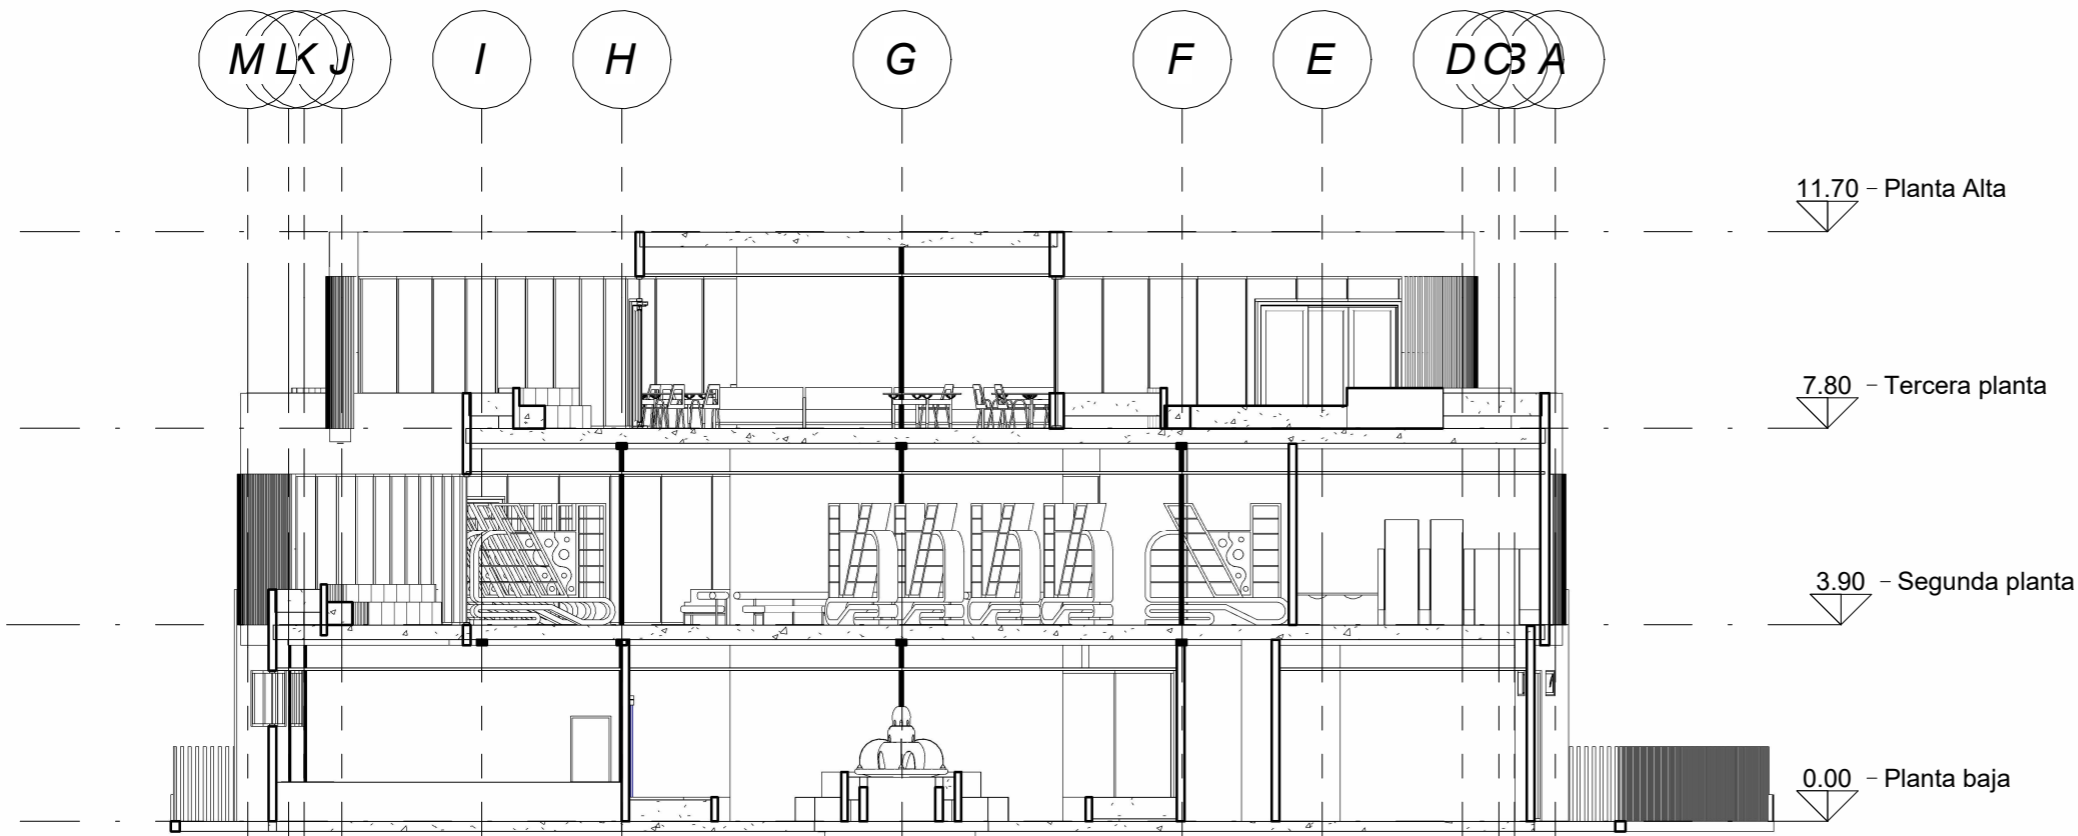 M L K J I H G F E D C B A
11.70 - Planta Alta
7.80 - Tercera planta
3.90 - Segunda planta
0.00 - Planta baja